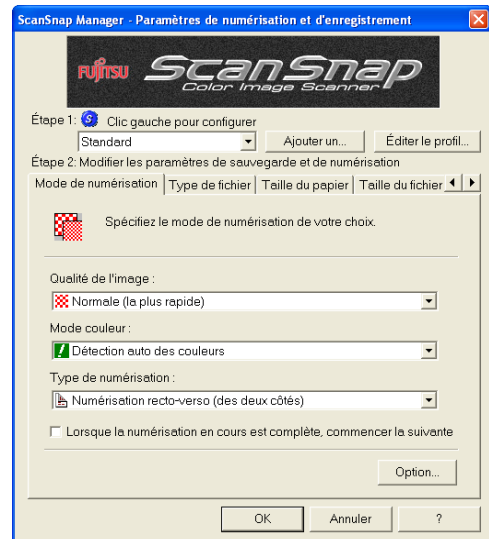 ScanSnap Manager - Paramètres de numérisation et d'enregistrement
FUJITSU ScanSnap
Color Image Scanner
Étape 1: S Clic gauche pour configurer
Standard Ajouter un... Éditer le profil...
Étape 2: Modifier les paramètres de sauvegarde et de numérisation
Mode de numérisation Type de fichier Taille du papier Taille du fichier
Spécifiez le mode de numérisation de votre choix.
Qualité de l'image :
Normale (la plus rapide)
Mode couleur :
Détection auto des couleurs
Type de numérisation :
Numérisation recto-verso (des deux côtés)
Lorsque la numérisation en cours est complète, commencer la suivante
Option...
OK Annuler ?